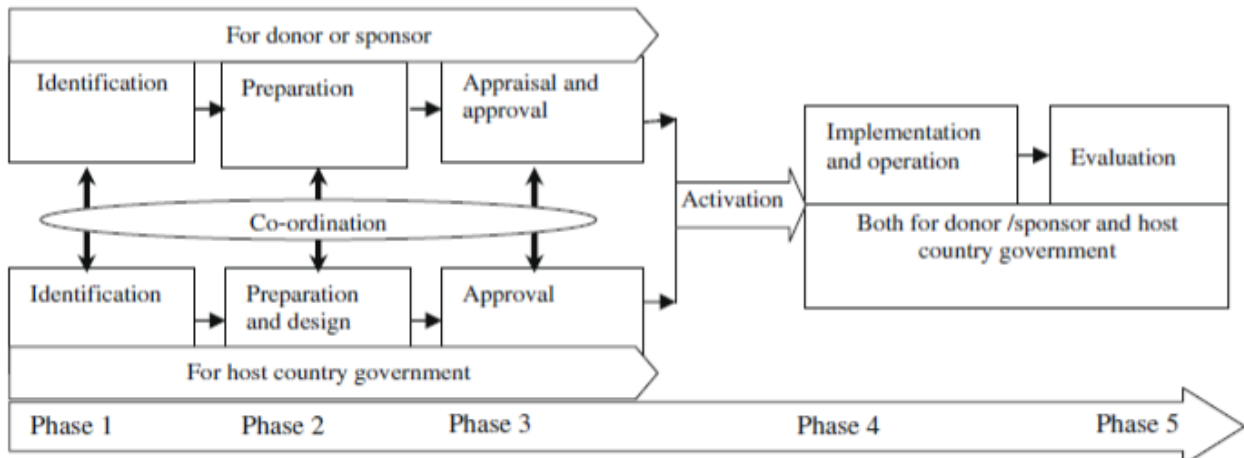 For donor or sponsor
Identification
Preparation
Appraisal and
approval
Implementation
and operation
Evaluation
Activation
Co-ordination
Both for donor /sponsor and host
country government
Identification
Preparation
and design
Approval
For host country government
Phase 1
Phase 2
Phase 3
Phase 4
Phase 5